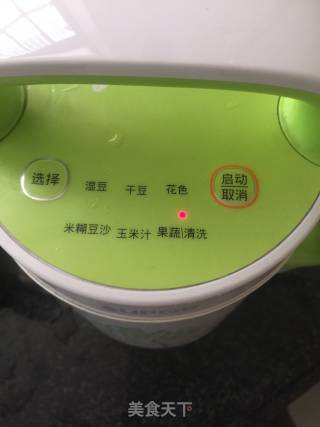 选择 湿豆 干豆 花色 启动
取消
米糊豆沙 玉米汁 果蔬|清洗
美食天下